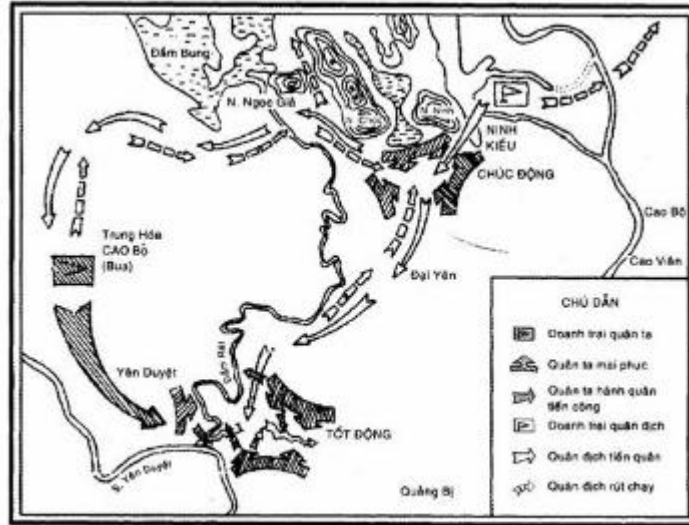 Đầm Bung
N. Ngọc Giả
NINH
KIỀU
CHÚC ĐỘNG
Cao Bộ
Trung Hòa
CAO Bộ
(Bua)
Đại Yên
Cao Viên
Yên Duyệt
TỐT ĐỘNG
S. Yên Duyệt
Quảng Bị
CHÚ DẪN
Doanh trại quân ta
Quân ta mai phục
Quân ta hành quân
tiến công
Doanh trại quân địch
Quân địch tiến quân
Quân địch rút chạy